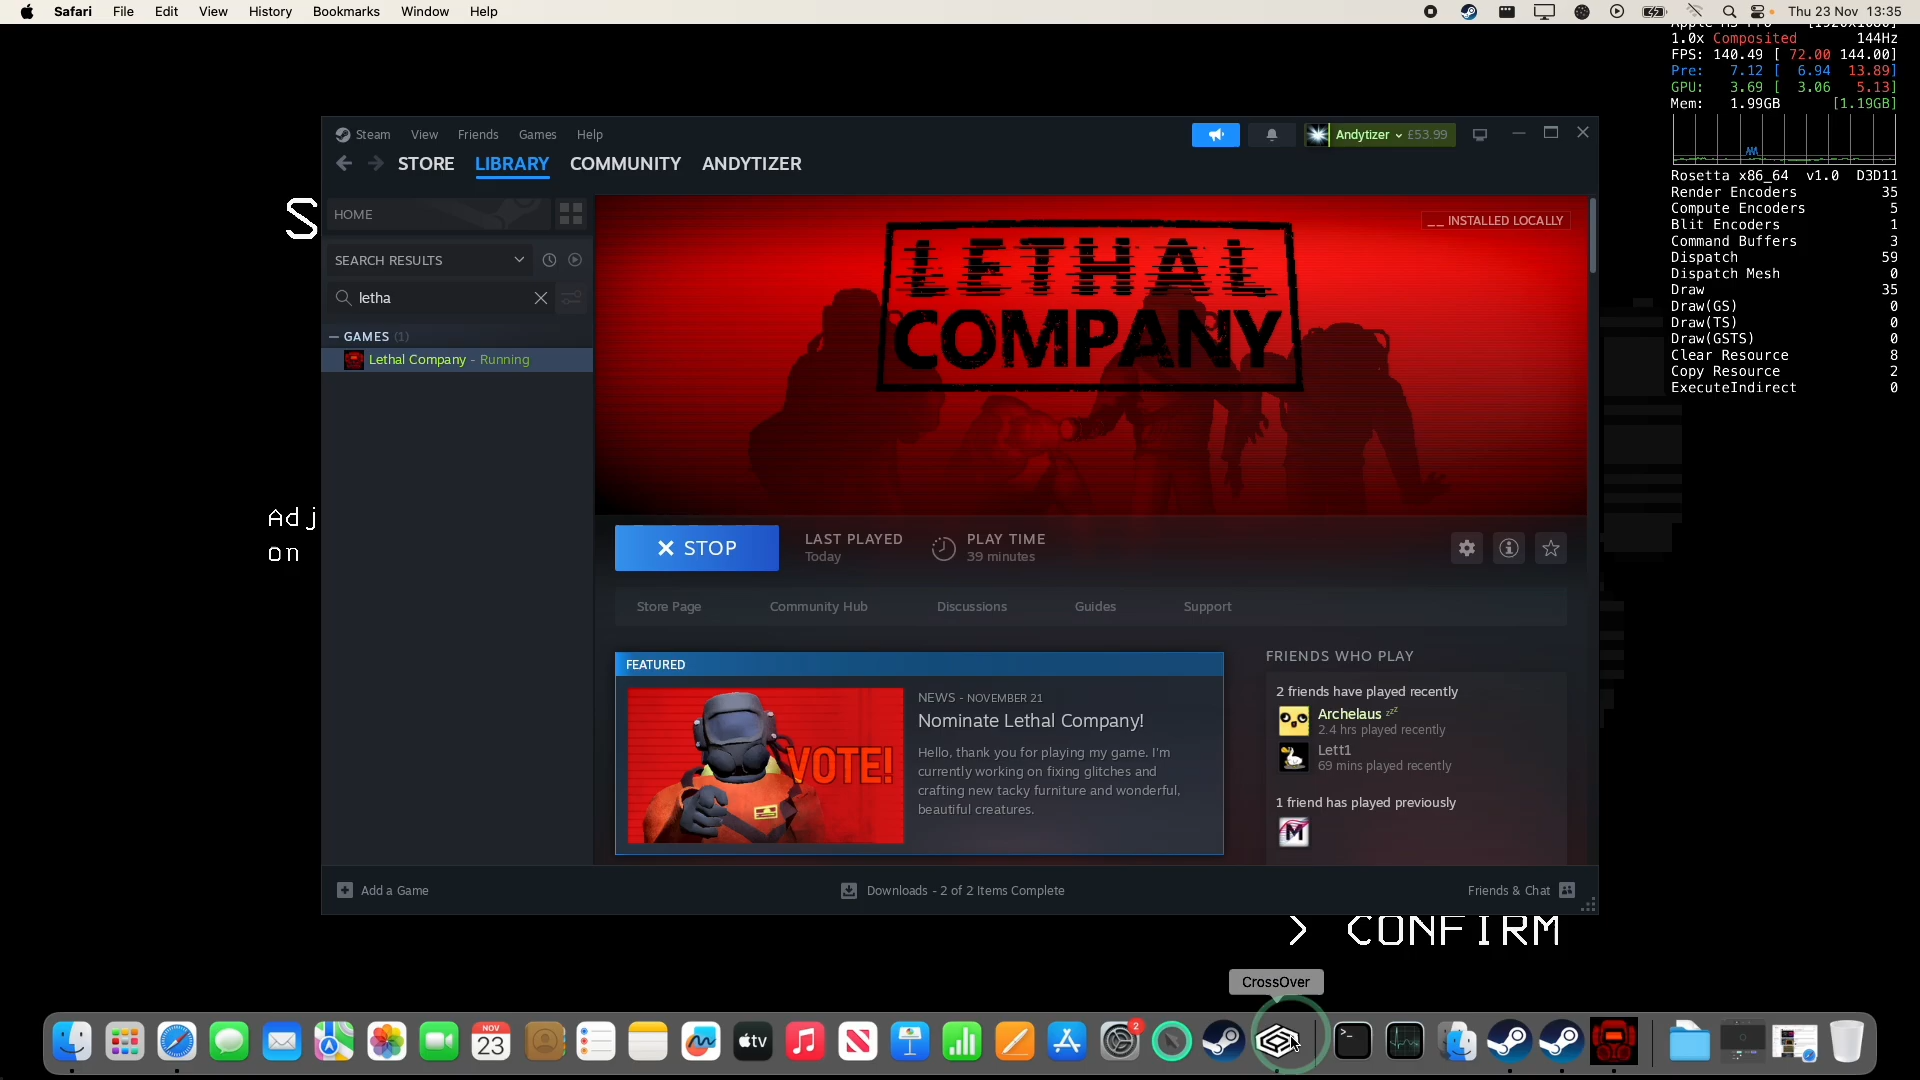 Safari File Edit View History Bookmarks Window Help
Thu 23 Nov 13:35
1.0x Composited 144Hz
FPS: 140.49 [ 72.00 144.00]
Pre: 7.12 [ 6.94 13.89]
GPU: 3.69 [ 3.06 5.13]
Mem: 1.99GB [1.19GB]
Rosetta x86_64 v1.0 D3D11
Render Encoders 35
Compute Encoders 5
Blit Encoders 1
Command Buffers 3
Dispatch 59
Dispatch Mesh 0
Draw 35
Draw(GS) 0
Draw(TS) 0
Draw(GSTS) 0
Clear Resource 8
Copy Resource 2
ExecuteIndirect 0
Steam View Friends Games Help
Andytizer £53.99
STORE LIBRARY COMMUNITY ANDYTIZER
S
HOME
SEARCH RESULTS
letha
— GAMES (1)
Lethal Company - Running
INSTALLED LOCALLY
LETHAL
COMPANY
Adj
on
STOP
LAST PLAYED
Today
PLAY TIME
39 minutes
Store Page Community Hub Discussions Guides Support
FEATURED
VOTE!
NEWS - NOVEMBER 21
Nominate Lethal Company!
Hello, thank you for playing my game. I'm
currently working on fixing glitches and
crafting new tacky furniture and wonderful,
beautiful creatures.
FRIENDS WHO PLAY
2 friends have played recently
Archelaus zzz
2.4 hrs played recently
Lett1
69 mins played recently
1 friend has played previously
M
Add a Game
Downloads - 2 of 2 Items Complete
Friends & Chat
> CONFIRM
CrossOver
NOV
23
tv
2